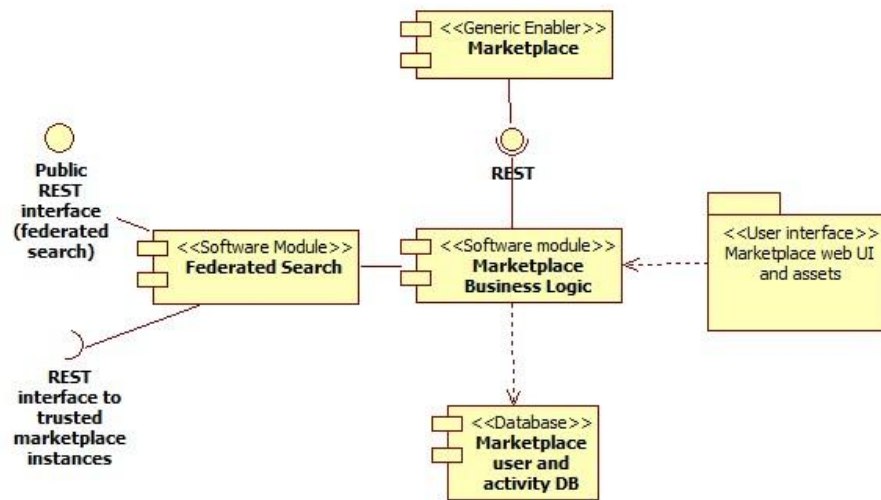 <<Generic Enabler>>
Marketplace
REST
Public
REST
interface
(federated
search)
<<Software Module>>
Federated Search
<<Software module>>
Marketplace
Business Logic
<<User interface>>
Marketplace web UI
and assets
REST
interface to
trusted
marketplace
instances
<<Database>>
Marketplace
user and
activity DB